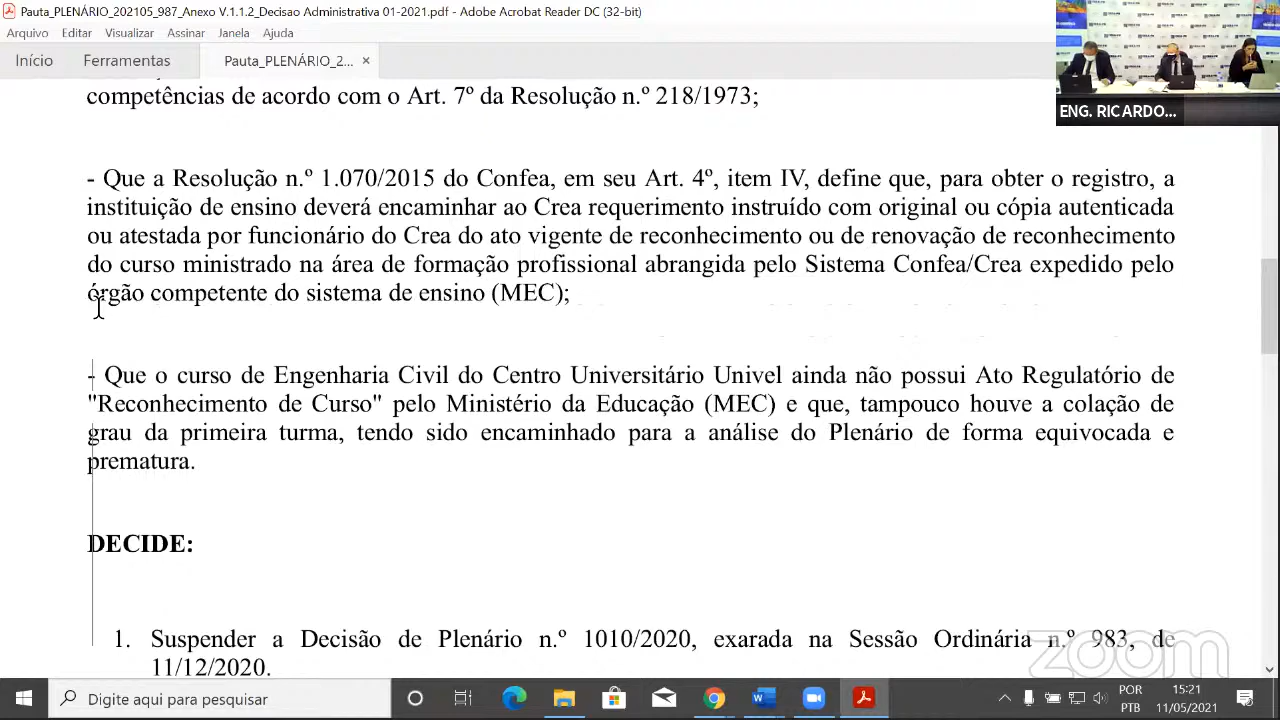 Pauta_PLENÁRIO_202105_987_Anexo V.1.1.2_Decisao Administrativa 01-2021.pdf - Adobe Acrobat Reader DC (32-bit)
Arquivo Editar Visualizar Assinar Janela Ajuda
Início Ferramentas Pauta_PLENÁRIO_2... ×
ENG. RICARDO...
competências de acordo com o Art. 7º da Resolução n.º 218/1973;
- Que a Resolução n.º 1.070/2015 do Confea, em seu Art. 4º, item IV, define que, para obter o registro, a
instituição de ensino deverá encaminhar ao Crea requerimento instruído com original ou cópia autenticada
ou atestada por funcionário do Crea do ato vigente de reconhecimento ou de renovação de reconhecimento
do curso ministrado na área de formação profissional abrangida pelo Sistema Confea/Crea expedido pelo
órgão competente do sistema de ensino (MEC);
- Que o curso de Engenharia Civil do Centro Universitário Univel ainda não possui Ato Regulatório de
"Reconhecimento de Curso" pelo Ministério da Educação (MEC) e que, tampouco houve a colação de
grau da primeira turma, tendo sido encaminhado para a análise do Plenário de forma equivocada e
prematura.
DECIDE:
1. Suspender a Decisão de Plenário n.º 1010/2020, exarada na Sessão Ordinária n.º 983, de
11/12/2020.
zoom
Digite aqui para pesquisar
POR
PTB
15:21
11/05/2021